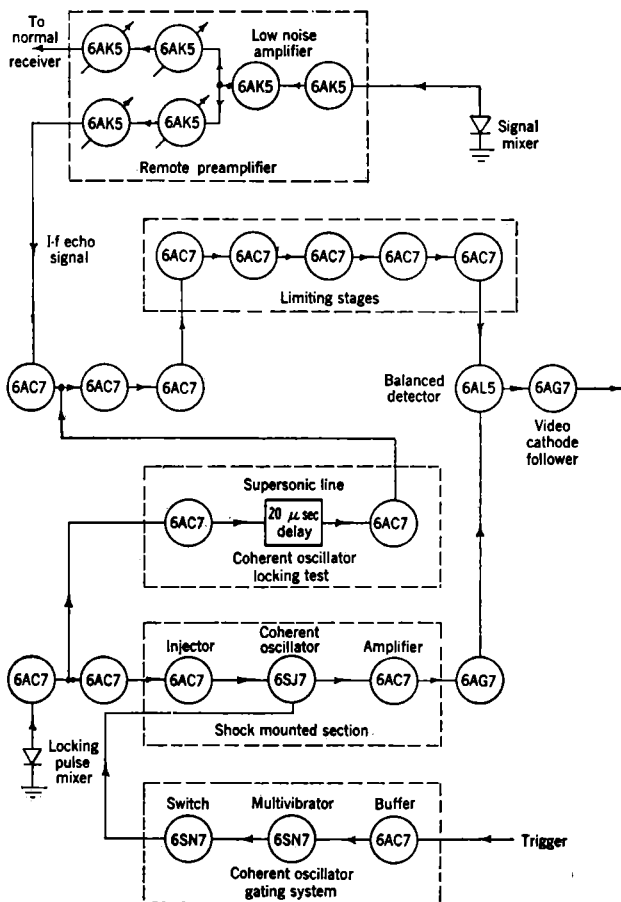 To
normal
receiver
6AK5
6AK5
Low noise
amplifier
6AK5
6AK5
6AK5
6AK5
Remote preamplifier
Signal
mixer
I-f echo
signal
6AC7
6AC7
6AC7
6AC7
6AC7
Limiting stages
6AC7
6AC7
6AC7
Balanced
detector
6AL5
6AG7
Video
cathode
follower
Supersonic line
6AC7
20 μ sec
delay
6AC7
Coherent oscillator
locking test
Injector
Coherent
oscillator
Amplifier
6AC7
6AC7
6AC7
6SJ7
6AC7
6AG7
Shock mounted section
Locking
pulse
mixer
Switch
Multivibrator
Buffer
6SN7
6SN7
6AC7
Trigger
Coherent oscillator
gating system